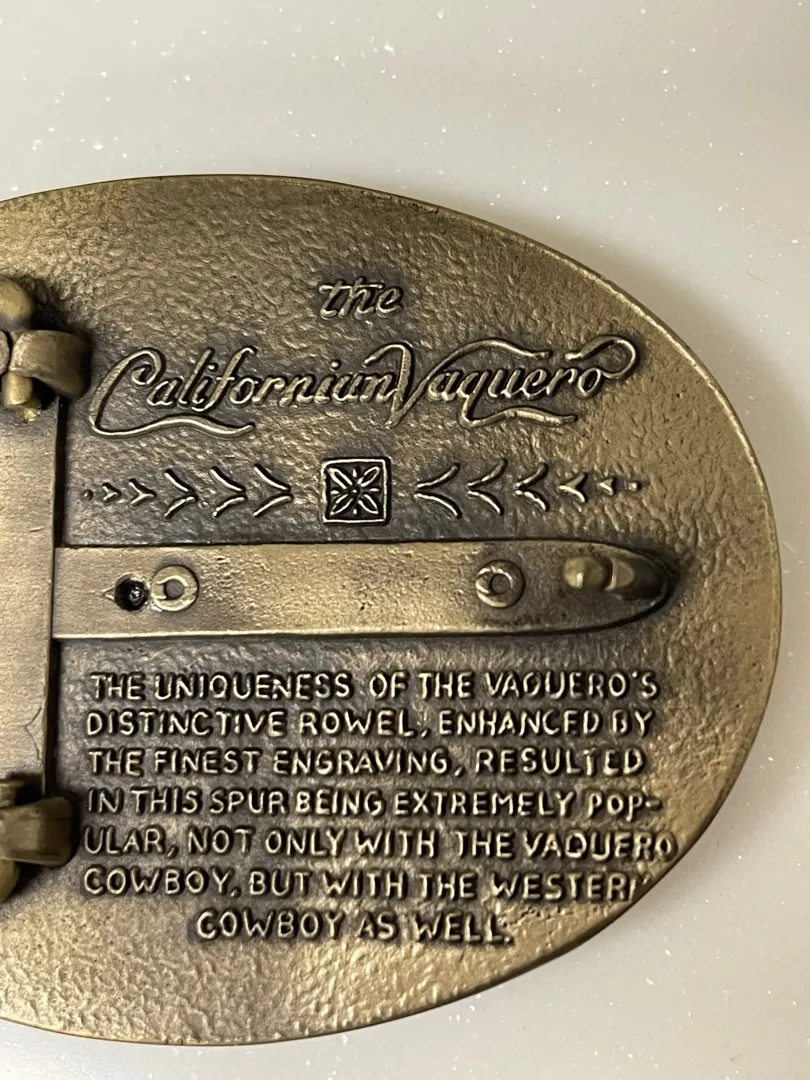 the
Californian Vaquero
THE UNIQUENESS OF THE VAQUERO'S
DISTINCTIVE ROWEL, ENHANCED BY
THE FINEST ENGRAVING, RESULTED
IN THIS SPUR BEING EXTREMELY POP-
ULAR, NOT ONLY WITH THE VAQUERO
COWBOY, BUT WITH THE WESTERN
COWBOY AS WELL.